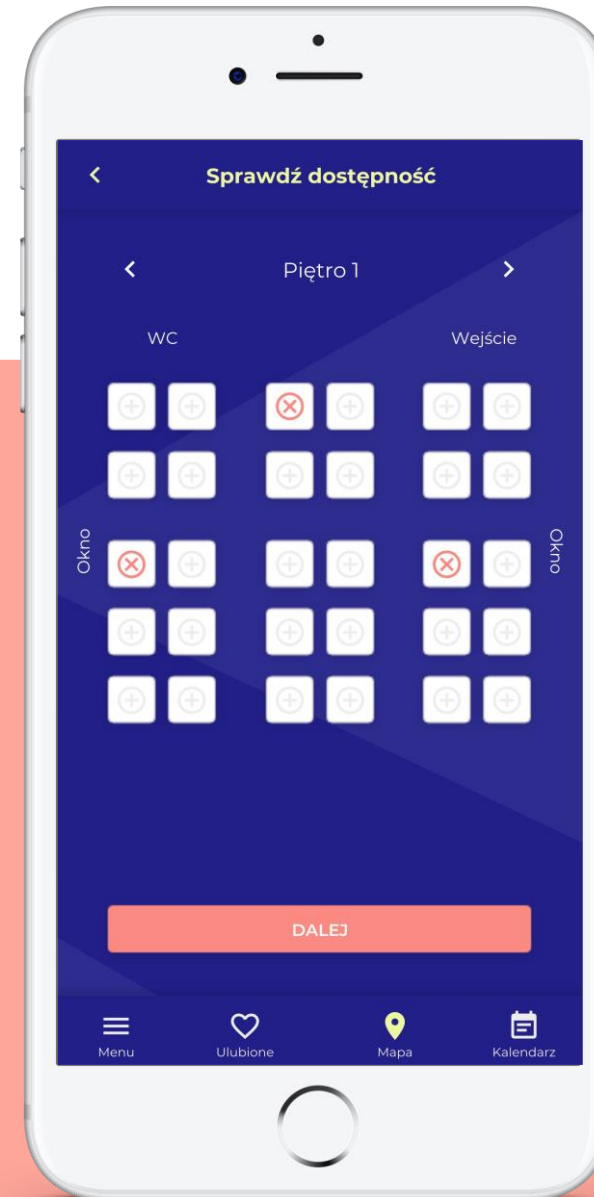 Sprawdź dostępność
Piętro 1
WC Wejście
Okno Okno
DALEJ
Menu Ulubione Mapa Kalendarz